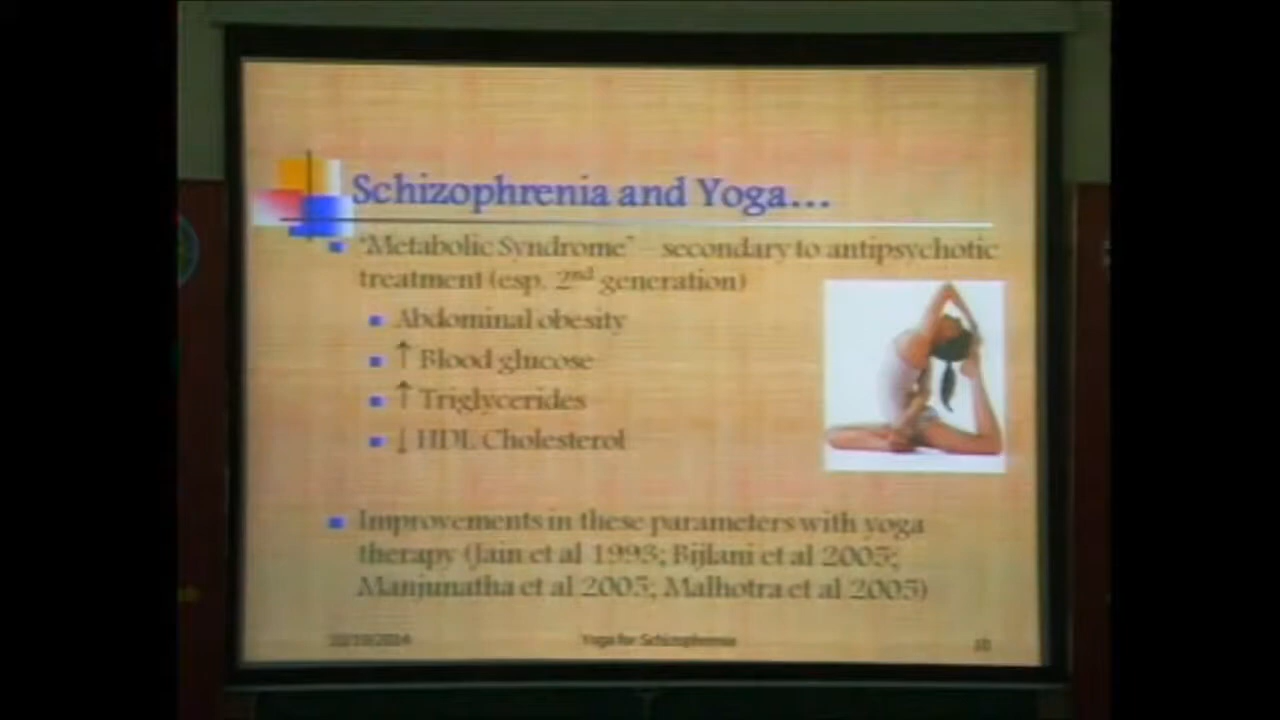 Schizophrenia and Yoga...
"Metabolic Syndrome" – secondary to antipsychotic
treatment (esp. 2nd generation)
Abdominal obesity
↑ Blood glucose
↑ Triglycerides
↓ HDL Cholesterol
Improvements in these parameters with yoga
therapy (Jain et al 1993; Bijlani et al 2005;
Manjunatha et al 2005; Malhotra et al 2005)
Yoga for Schizophrenia